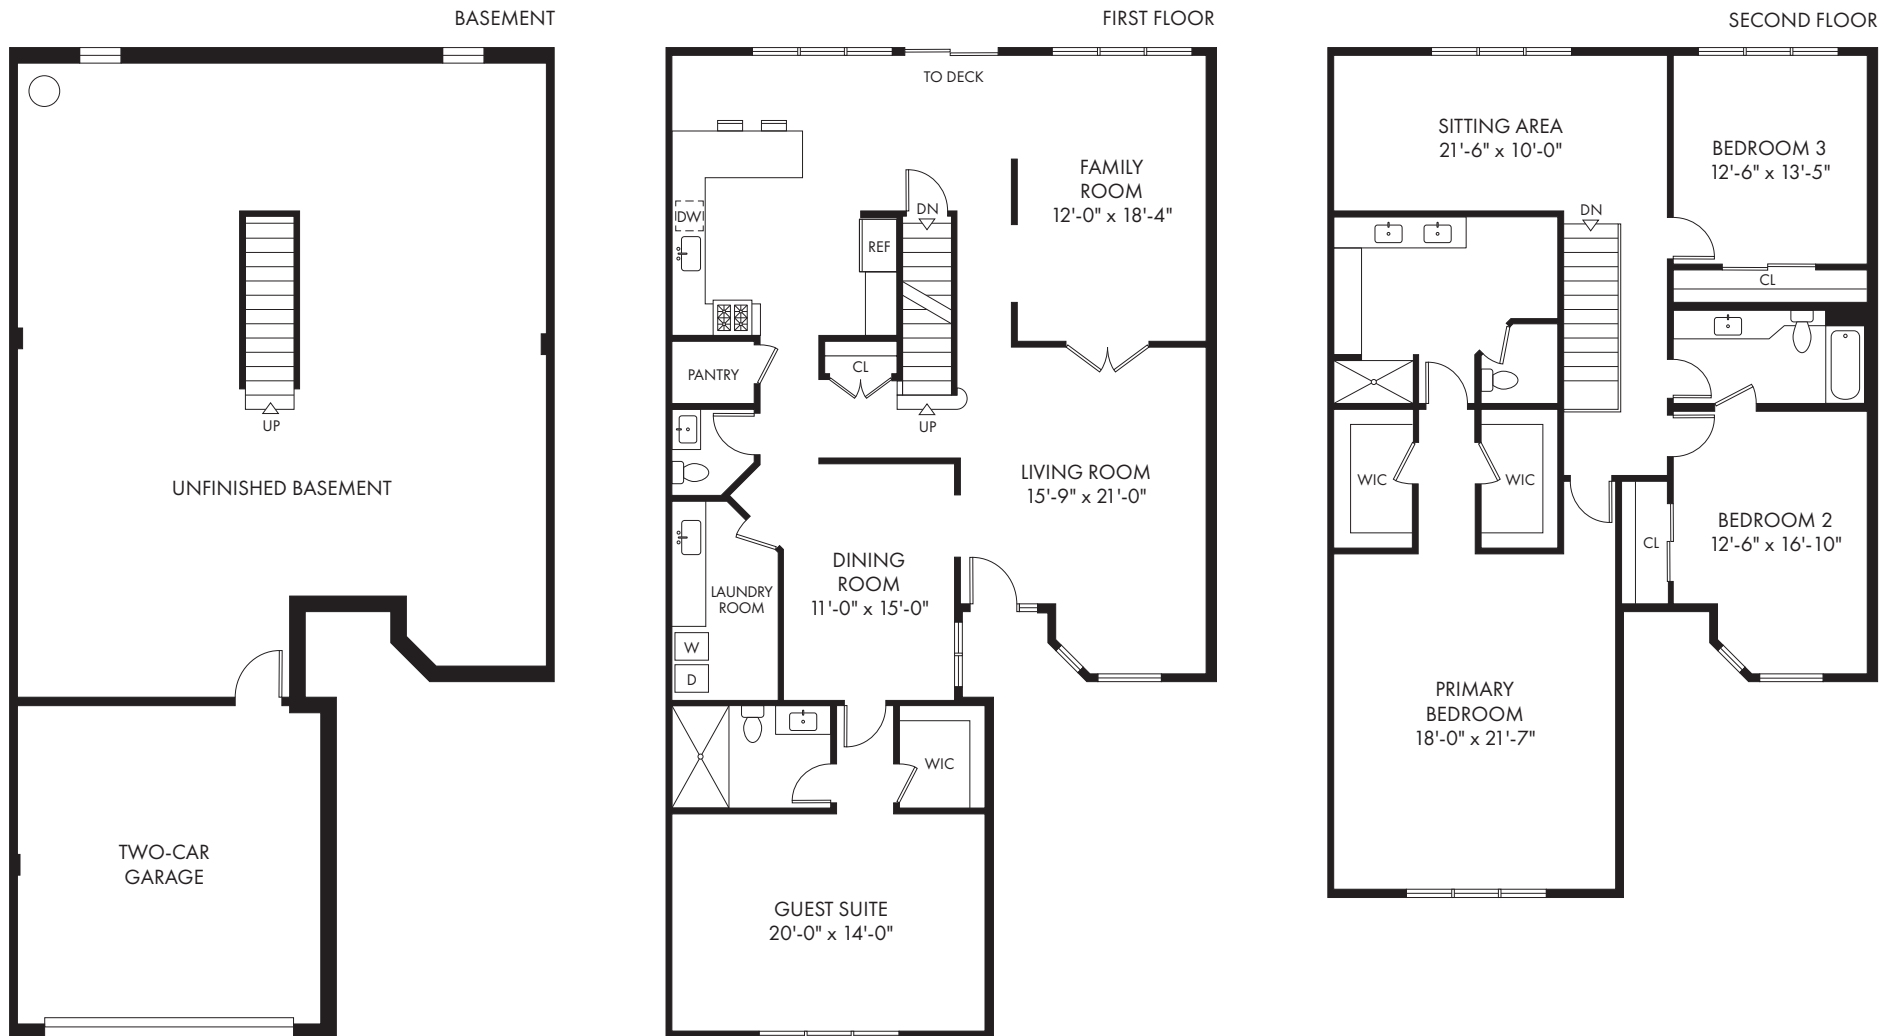 BASEMENT
UP
UNFINISHED BASEMENT
TWO-CAR
GARAGE
FIRST FLOOR
TO DECK
FAMILY
ROOM
12'-0" x 18'-4"
DW
DN
REF
PANTRY
CL
UP
LIVING ROOM
15'-9" x 21'-0"
DINING
ROOM
11'-0" x 15'-0"
LAUNDRY
ROOM
W
D
WIC
GUEST SUITE
20'-0" x 14'-0"
SECOND FLOOR
SITTING AREA
21'-6" x 10'-0"
BEDROOM 3
12'-6" x 13'-5"
DN
CL
WIC
WIC
BEDROOM 2
12'-6" x 16'-10"
CL
PRIMARY
BEDROOM
18'-0" x 21'-7"